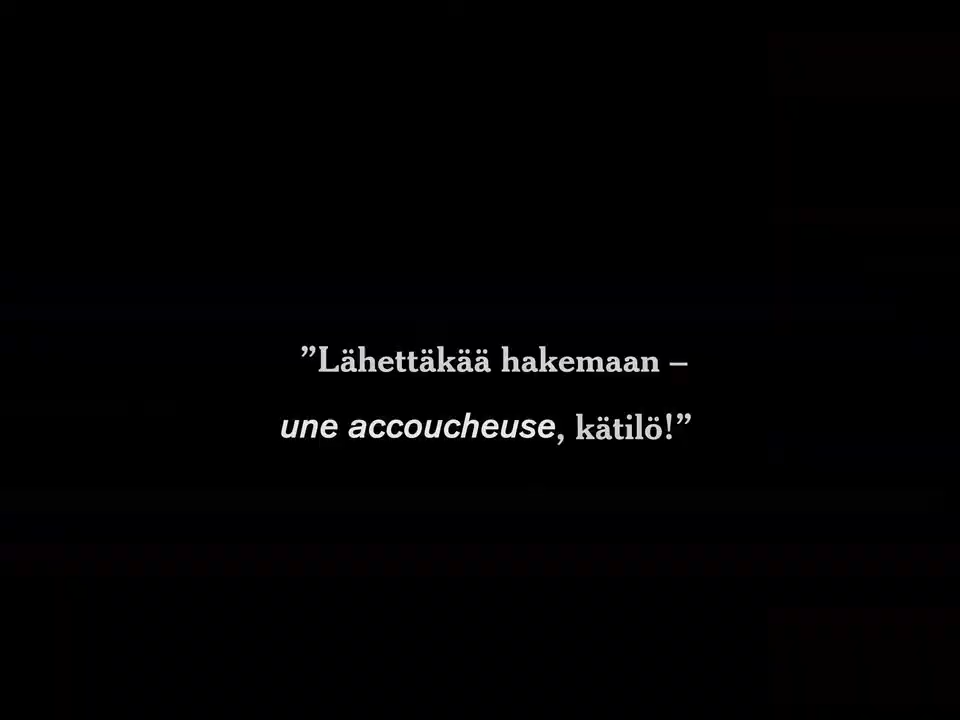 ”Lähettäkää hakemaan –
une accoucheuse, kätilö!”